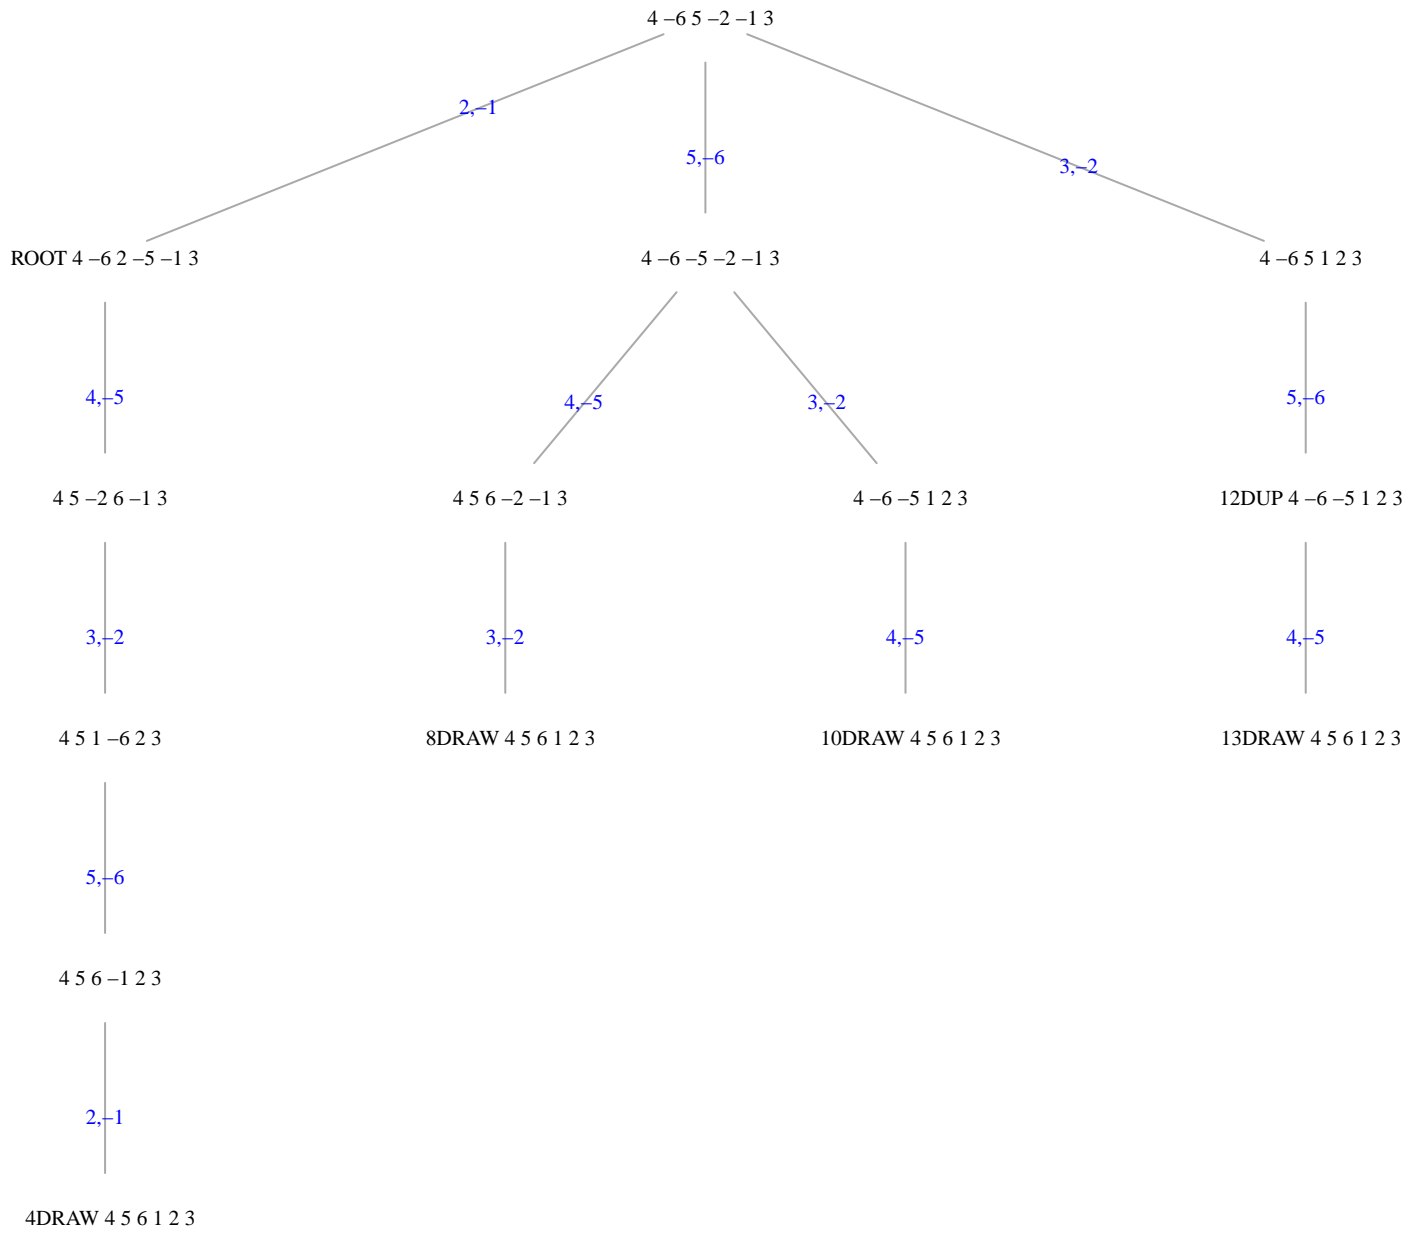 4 –6 5 –2 –1 3
2,–1
5,–6
3,–2
ROOT 4 –6 2 –5 –1 3
4 –6 –5 –2 –1 3
4 –6 5 1 2 3
4,–5
4,–5
3,–2
5,–6
4 5 –2 6 –1 3
4 5 6 –2 –1 3
4 –6 –5 1 2 3
12DUP 4 –6 –5 1 2 3
3,–2
3,–2
4,–5
4,–5
4 5 1 –6 2 3
8DRAW 4 5 6 1 2 3
10DRAW 4 5 6 1 2 3
13DRAW 4 5 6 1 2 3
5,–6
4 5 6 –1 2 3
2,–1
4DRAW 4 5 6 1 2 3